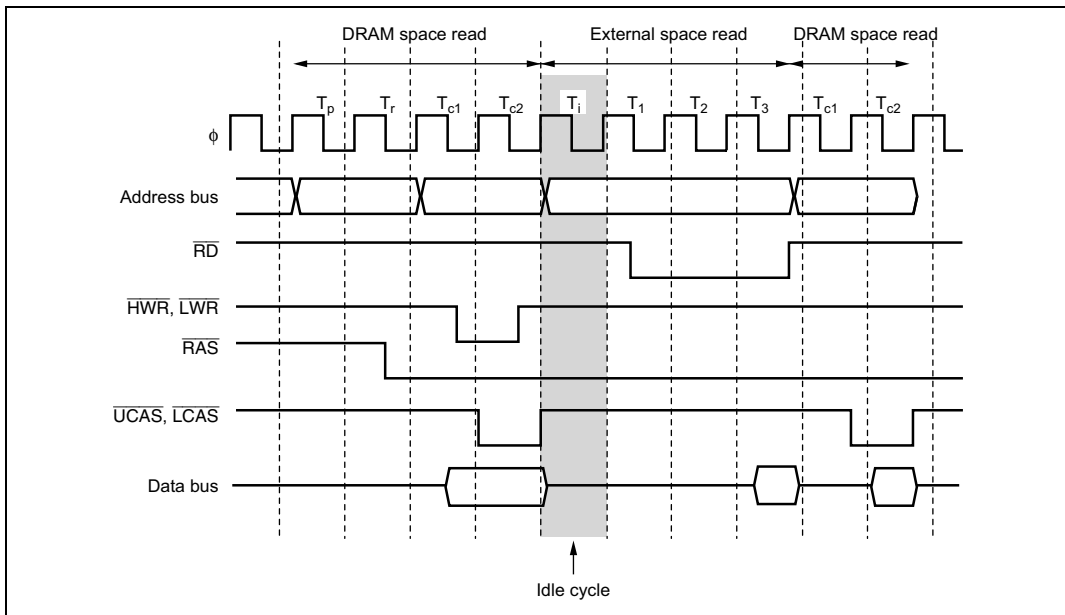 DRAM space read External space read DRAM space read
Tp Tr Tc1 Tc2 Ti T1 T2 T3 Tc1 Tc2
ϕ
Address bus
RD
HWR, LWR
RAS
UCAS, LCAS
Data bus
Idle cycle